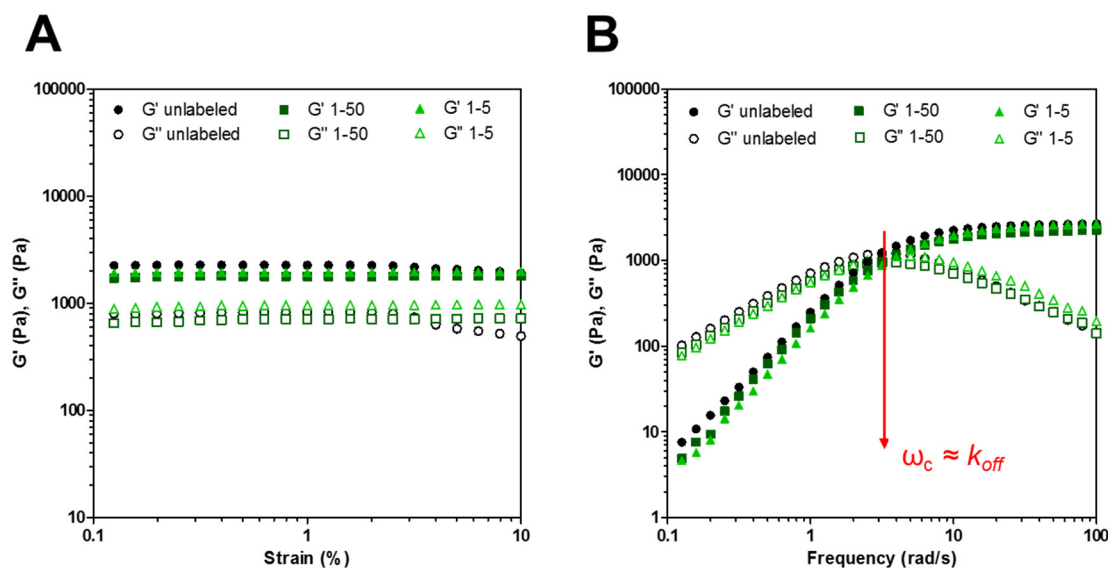 A
G' (Pa), G'' (Pa)
100000
10000
1000
100
10
G' unlabeled
G'' unlabeled
G' 1-50
G'' 1-50
G' 1-5
G'' 1-5
0.1
1
10
Strain (%)
B
G' (Pa), G'' (Pa)
100000
10000
1000
100
10
1
G' unlabeled
G'' unlabeled
G' 1-50
G'' 1-50
G' 1-5
G'' 1-5
ω_c ≈ k_off
0.1
1
10
100
Frequency (rad/s)